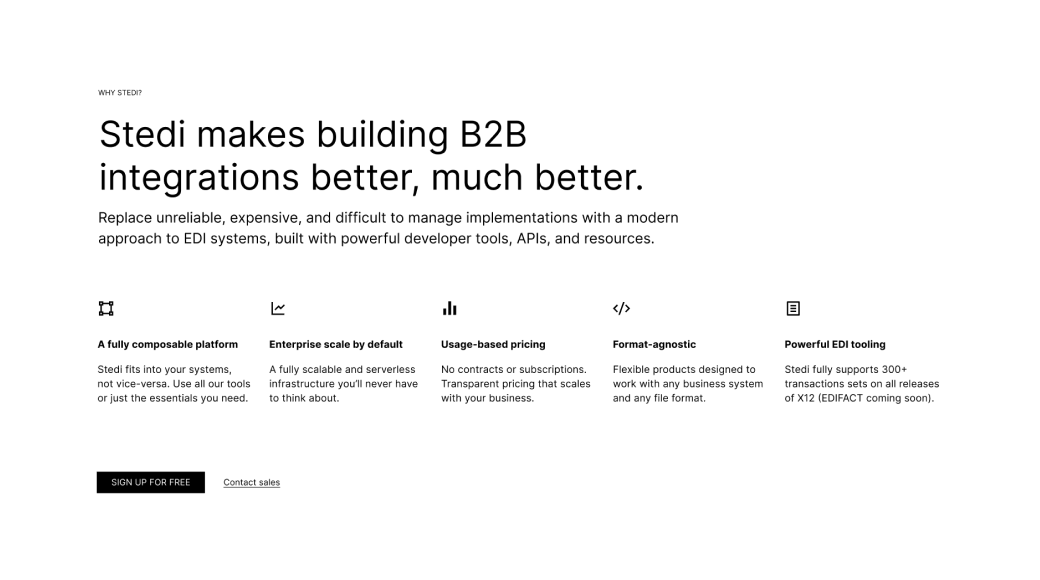 WHY STEDI?
Stedi makes building B2B
integrations better, much better.
Replace unreliable, expensive, and difficult to manage implementations with a modern
approach to EDI systems, built with powerful developer tools, APIs, and resources.
A fully composable platform
Stedi fits into your systems,
not vice-versa. Use all our tools
or just the essentials you need.
Enterprise scale by default
A fully scalable and serverless
infrastructure you'll never have
to think about.
Usage-based pricing
No contracts or subscriptions.
Transparent pricing that scales
with your business.
Format-agnostic
Flexible products designed to
work with any business system
and any file format.
Powerful EDI tooling
Stedi fully supports 300+
transactions sets on all releases
of X12 (EDIFACT coming soon).
SIGN UP FOR FREE
Contact sales